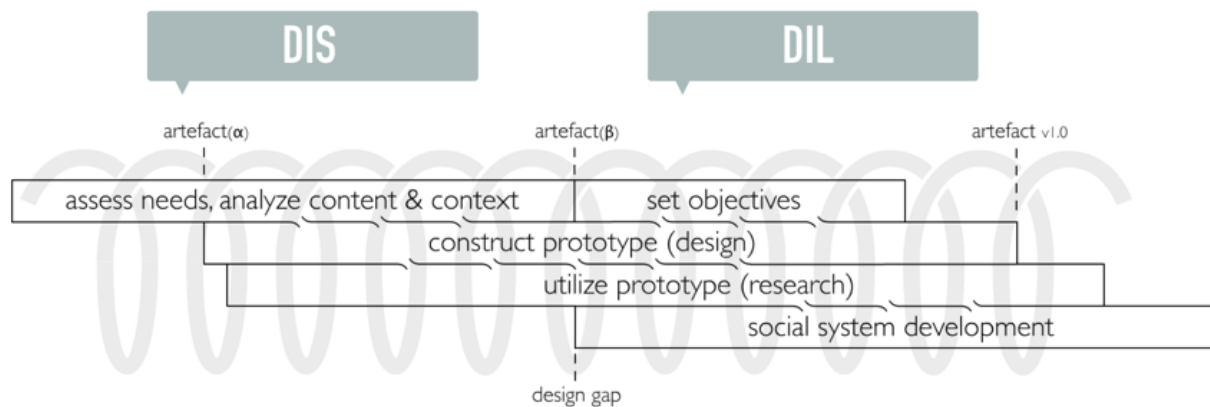 DIS
DIL
artefact(α)
artefact(β)
artefact v1.0
assess needs, analyze content & context
set objectives
construct prototype (design)
utilize prototype (research)
social system development
design gap